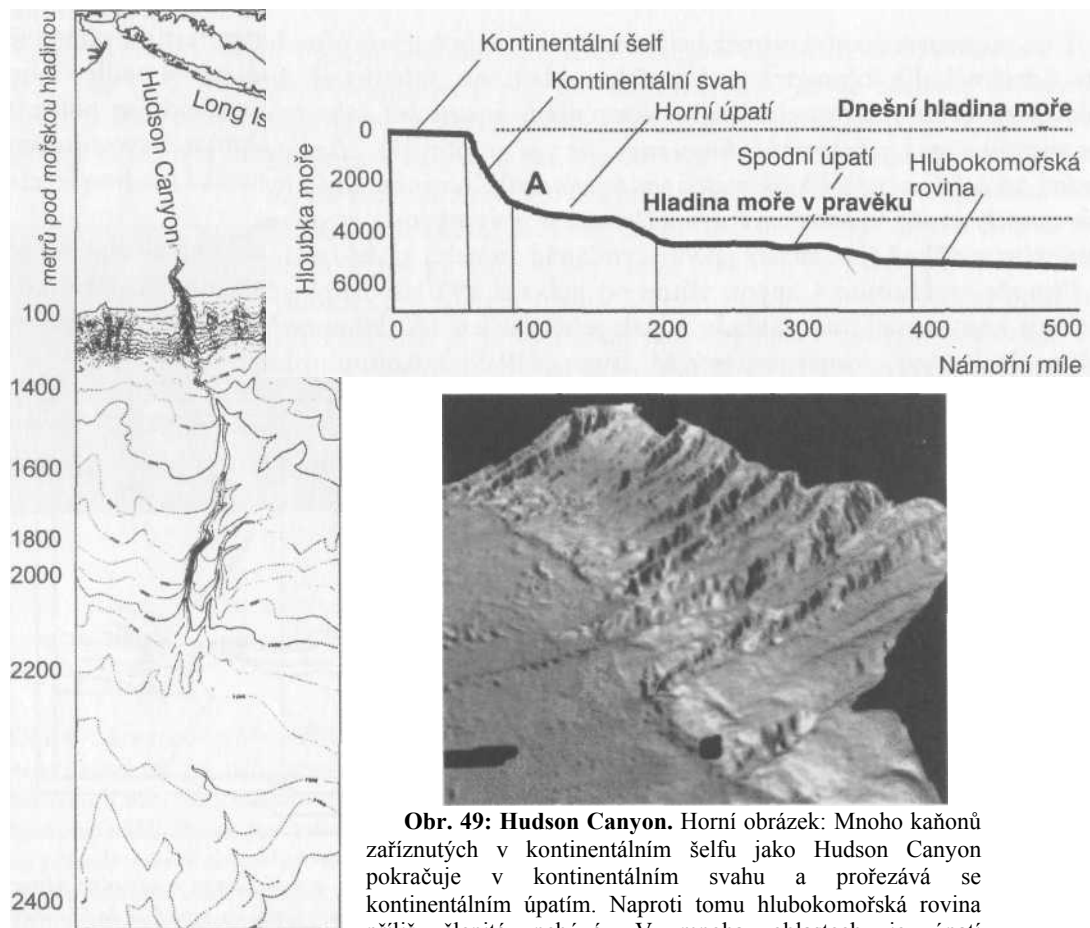 metrů pod mořskou hladinou
Hudson Canyon
Long Is
100
1400
1600
1800
2000
2200
2400
Kontinentální šelf
Kontinentálm svah
Horní úpatí
Dnešní hladina moře
Spodní úpatí
Hlubokomořská
rovina
A
Hladina moře v pravěku
Hloubka moře
0
2000
4000
6000
0
100
200
300
400
500
Námořní míle
Obr. 49: Hudson Canyon. Horní obrázek: Mnoho kaňonů
zaříznutých v kontinentálním šelfu jako Hudson Canyon
pokračuje v kontinentálním svahu a prořezává se
kontinentálním úpatím. Naproti tomu hlubokomořská rovina